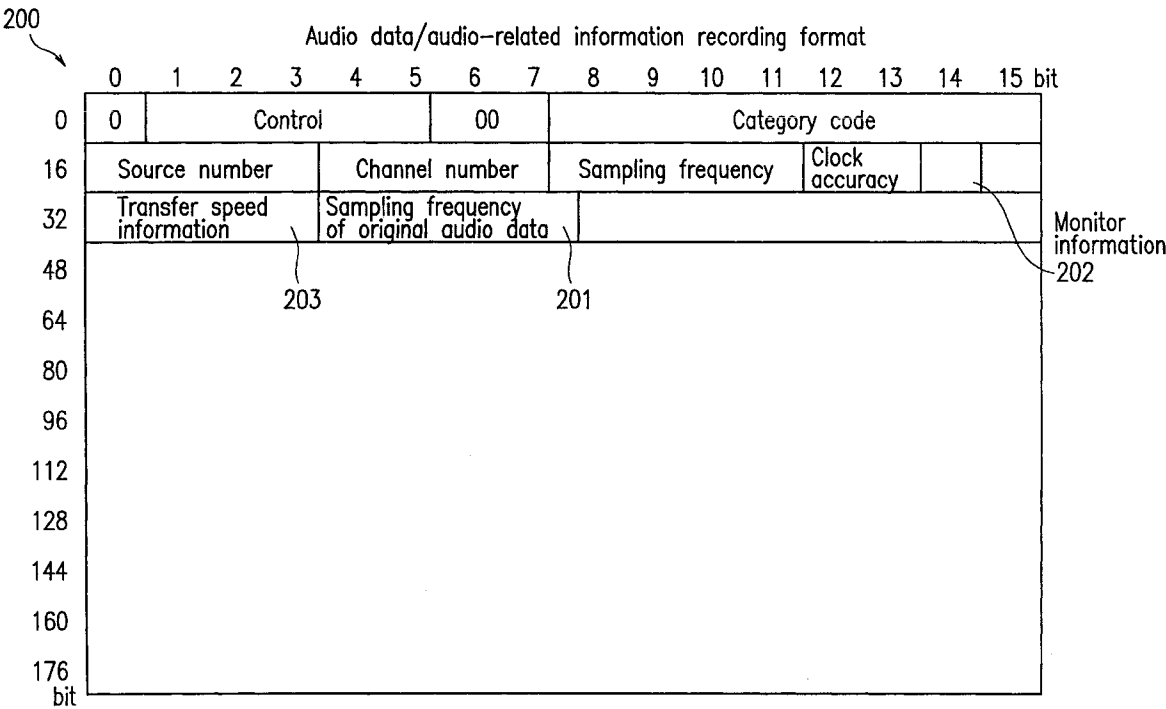 200
Audio data/audio-related information recording format
0 1 2 3 4 5 6 7 8 9 10 11 12 13 14 15 bit
0 0 Control 00 Category code
16 Source number Channel number Sampling frequency Clock accuracy
32 Transfer speed information Sampling frequency of original audio data
Monitor information
202
48
203 201
64
80
96
112
128
144
160
176
bit